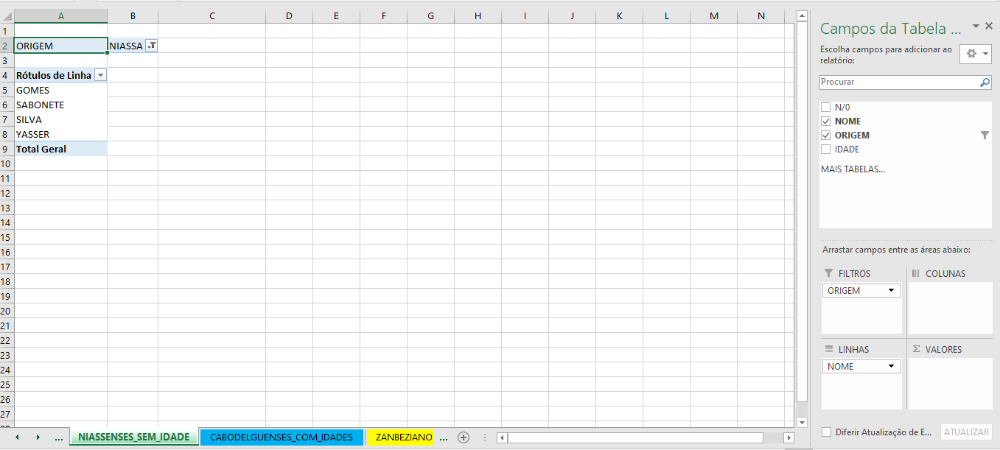 A B C D E F G H I J K L M N
1
2 ORIGEM NIASSA
3
4 Rótulos de Linha
5 GOMES
6 SABONETE
7 SILVA
8 YASSER
9 Total Geral
10
11
12
13
14
15
16
17
18
19
20
21
22
23
24
25
26
27
... NIASSENSES_SEM_IDADE CABODELGUENSES_COM_IDADES ZANBEZIANO ...
Campos da Tabela ...
Escolha campos para adicionar ao
relatório:
Procurar
N/0
NOME
ORIGEM
IDADE
MAIS TABELAS...
Arrastar campos entre as áreas abaixo:
FILTROS COLUNAS
ORIGEM
LINHAS Σ VALORES
NOME
Diferir Atualização de E... ATUALIZAR